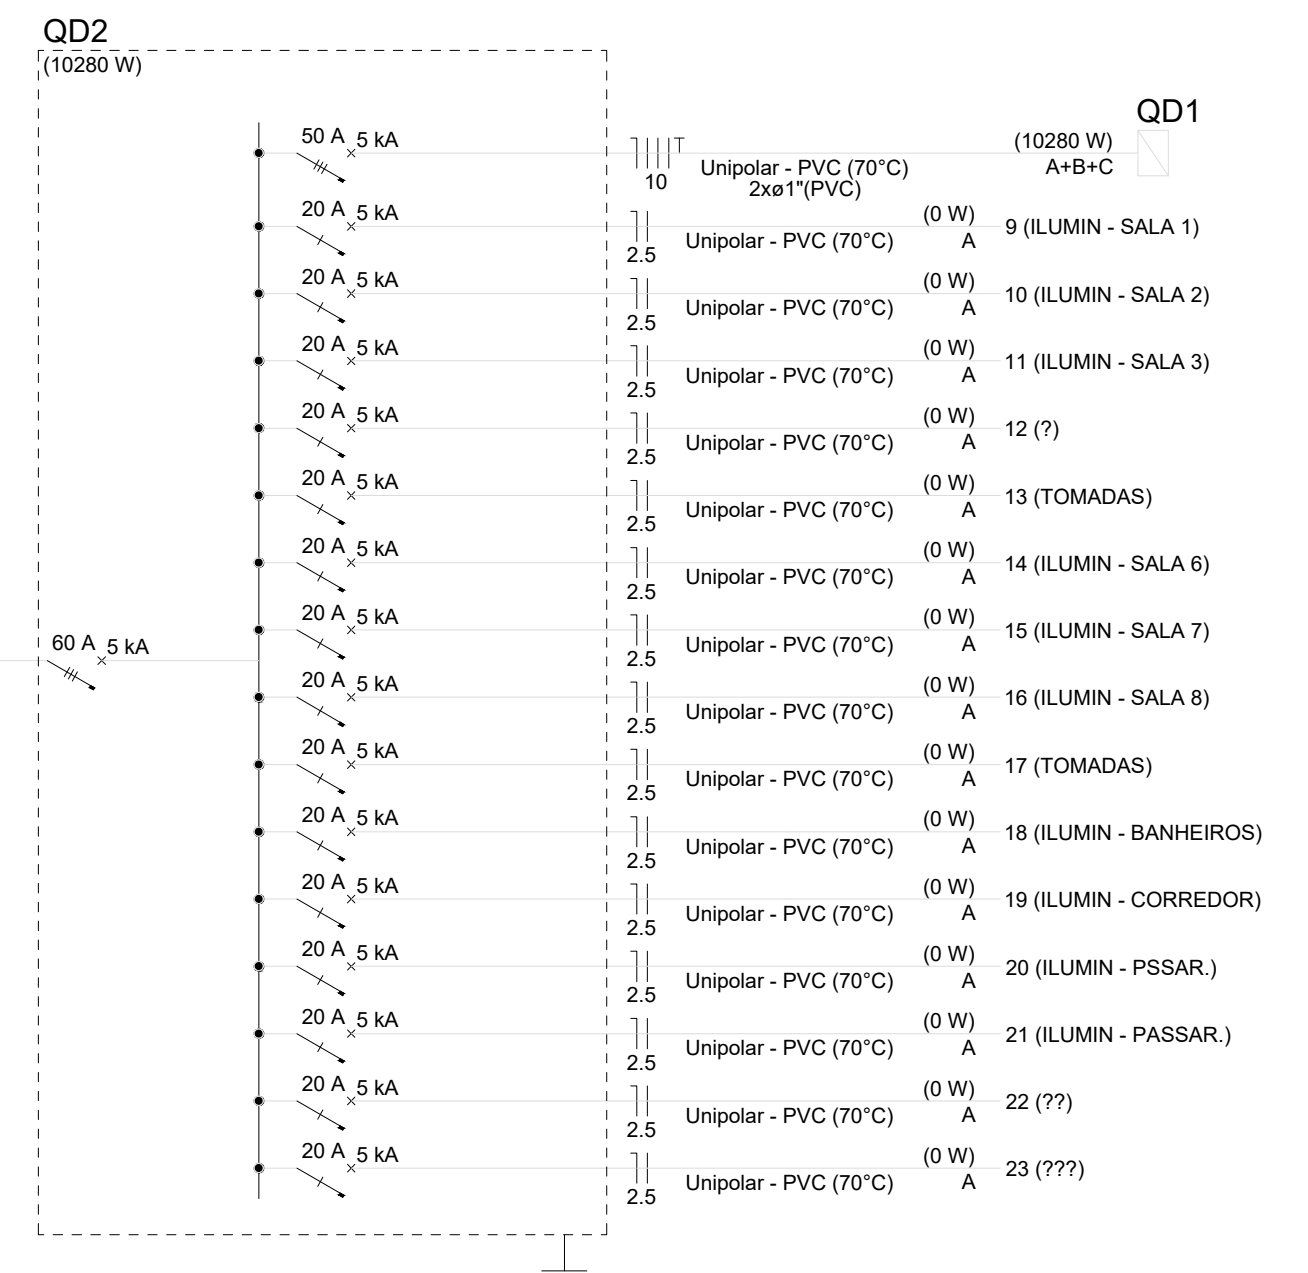 QD2
(10280 W)
QD1
50 A 5 kA
(10280 W)
Unipolar - PVC (70°C)
A+B+C
10
2xø1"(PVC)
20 A 5 kA
(0 W)
9 (ILUMIN - SALA 1)
Unipolar - PVC (70°C)
A
2.5
20 A 5 kA
(0 W)
10 (ILUMIN - SALA 2)
Unipolar - PVC (70°C)
A
2.5
20 A 5 kA
(0 W)
11 (ILUMIN - SALA 3)
Unipolar - PVC (70°C)
A
2.5
20 A 5 kA
(0 W)
12 (?)
Unipolar - PVC (70°C)
A
2.5
20 A 5 kA
(0 W)
13 (TOMADAS)
Unipolar - PVC (70°C)
A
2.5
20 A 5 kA
(0 W)
14 (ILUMIN - SALA 6)
Unipolar - PVC (70°C)
A
2.5
20 A 5 kA
(0 W)
15 (ILUMIN - SALA 7)
Unipolar - PVC (70°C)
A
2.5
60 A 5 kA
20 A 5 kA
(0 W)
16 (ILUMIN - SALA 8)
Unipolar - PVC (70°C)
A
2.5
20 A 5 kA
(0 W)
17 (TOMADAS)
Unipolar - PVC (70°C)
A
2.5
20 A 5 kA
(0 W)
18 (ILUMIN - BANHEIROS)
Unipolar - PVC (70°C)
A
2.5
20 A 5 kA
(0 W)
19 (ILUMIN - CORREDOR)
Unipolar - PVC (70°C)
A
2.5
20 A 5 kA
(0 W)
20 (ILUMIN - PSSAR.)
Unipolar - PVC (70°C)
A
2.5
20 A 5 kA
(0 W)
21 (ILUMIN - PASSAR.)
Unipolar - PVC (70°C)
A
2.5
20 A 5 kA
(0 W)
22 (??)
Unipolar - PVC (70°C)
A
2.5
20 A 5 kA
(0 W)
23 (???)
Unipolar - PVC (70°C)
A
2.5